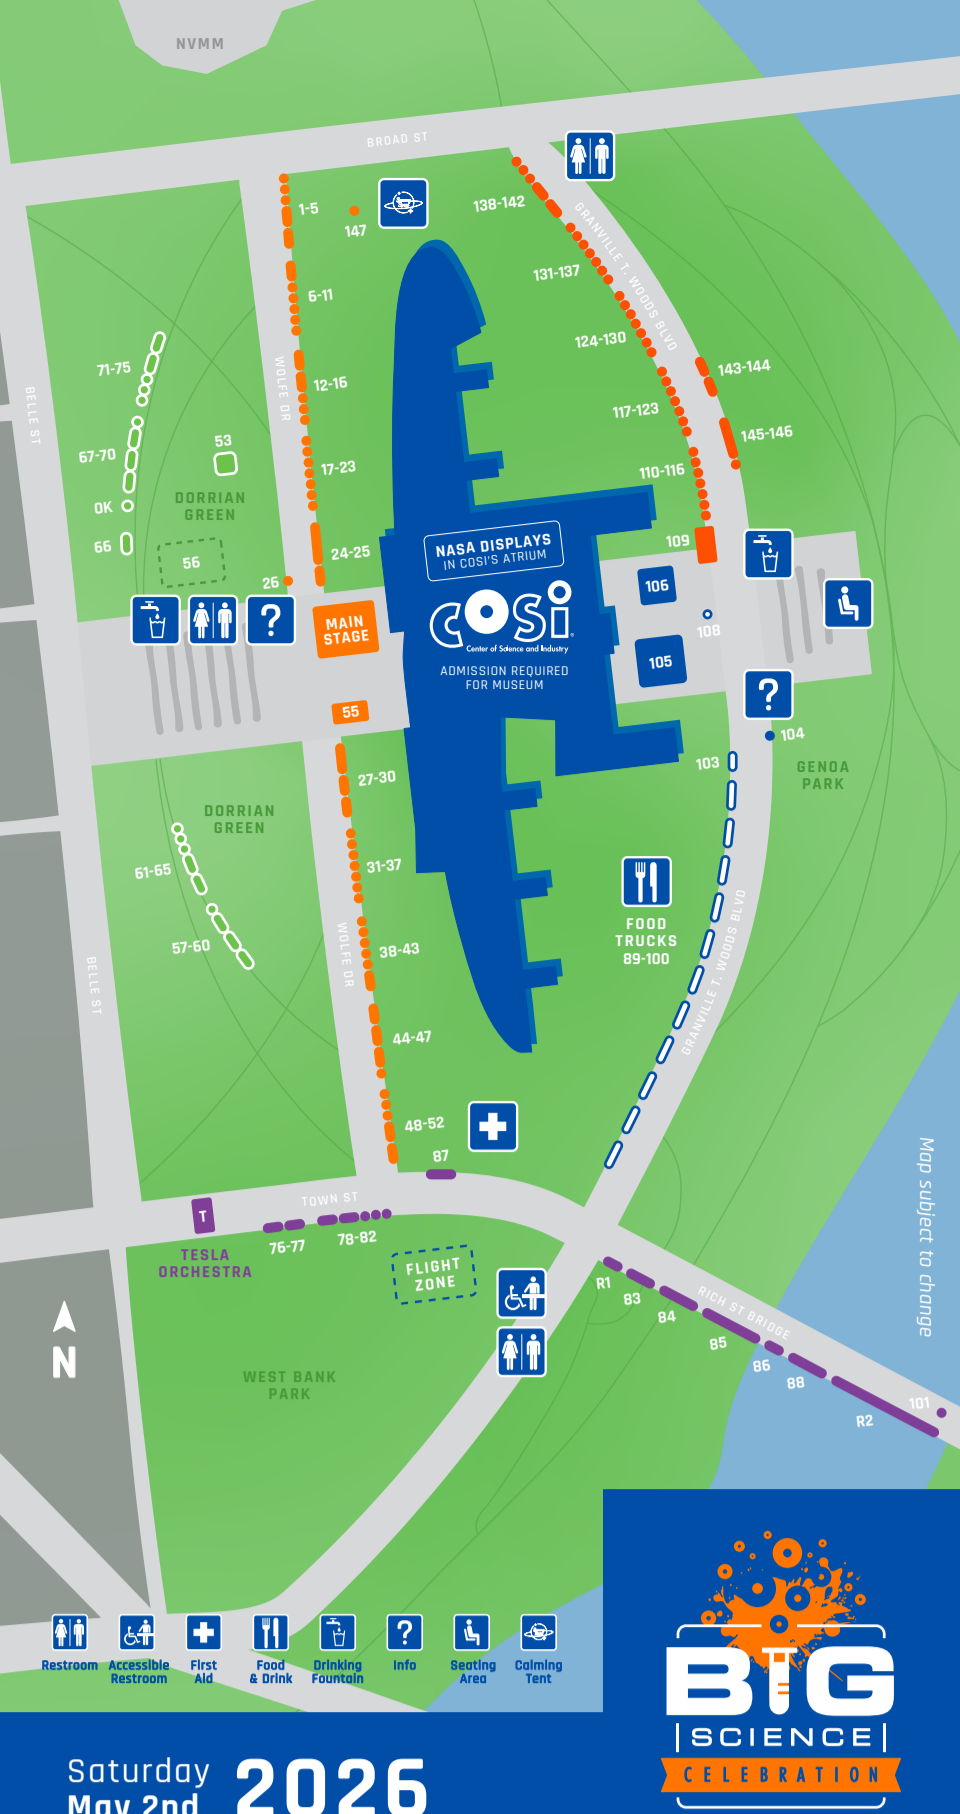 NVMM
BROAD ST
1-5
147
138-142
GRANVILLE T. WOODS BLVD
131-137
6-11
124-130
71-75
WOLFE DR
12-16
143-144
BELLE ST
117-123
145-146
53
67-70
17-23
110-116
DORRIAN
GREEN
OK
66
56
24-25
109
NASA DISPLAYS
IN COSI'S ATRIUM
26
106
MAIN
STAGE
COSI
Center of Science and Industry
108
105
ADMISSION REQUIRED
FOR MUSEUM
55
104
103
27-30
GENOA
PARK
DORRIAN
GREEN
61-65
31-37
FOOD
TRUCKS
89-100
57-60
WOLFE DR
38-43
GRANVILLE T. WOODS BLVD
BELLE ST
44-47
48-52
87
TOWN ST
T
76-77
78-82
TESLA
ORCHESTRA
FLIGHT
ZONE
R1
83
84
RICH ST BRIDGE
85
86
88
101
R2
Map subject to change
N
WEST BANK
PARK
Restroom
Accessible
Restroom
First
Aid
Food
& Drink
Drinking
Fountain
Info
Seating
Area
Calming
Tent
BIG
SCIENCE
CELEBRATION
Saturday
May 2nd
2026